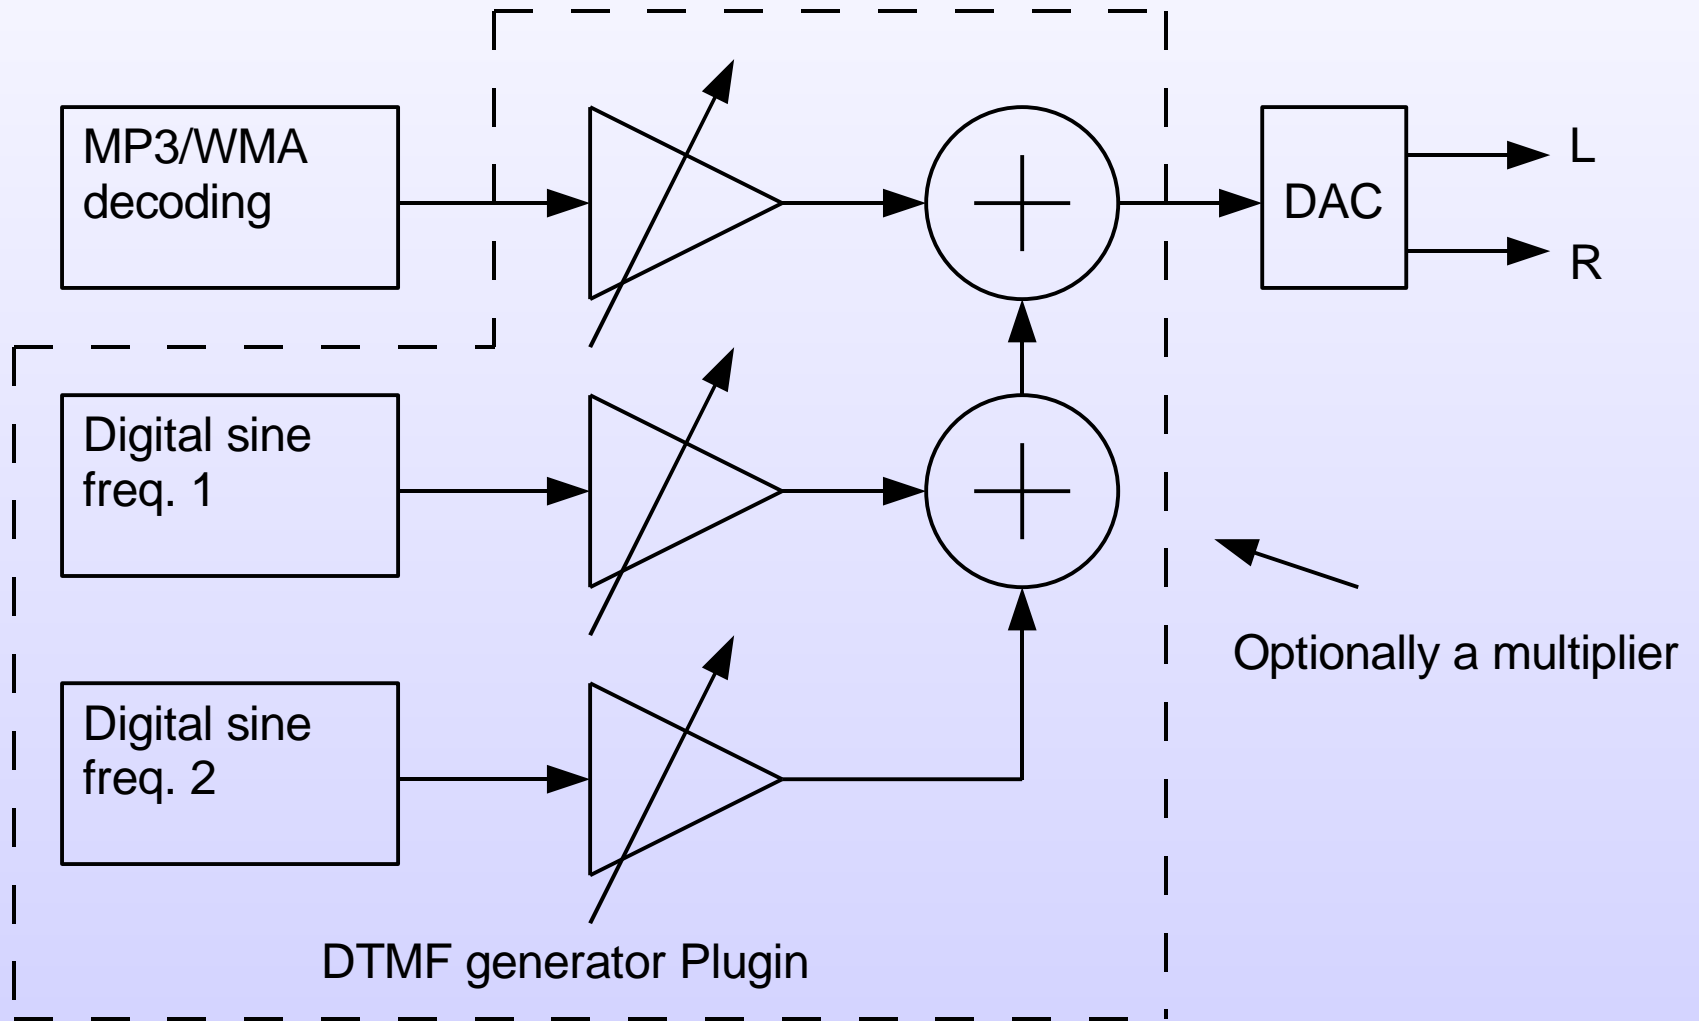 MP3/WMA
decoding
DAC
L
R
Digital sine
freq. 1
Optionally a multiplier
Digital sine
freq. 2
DTMF generator Plugin